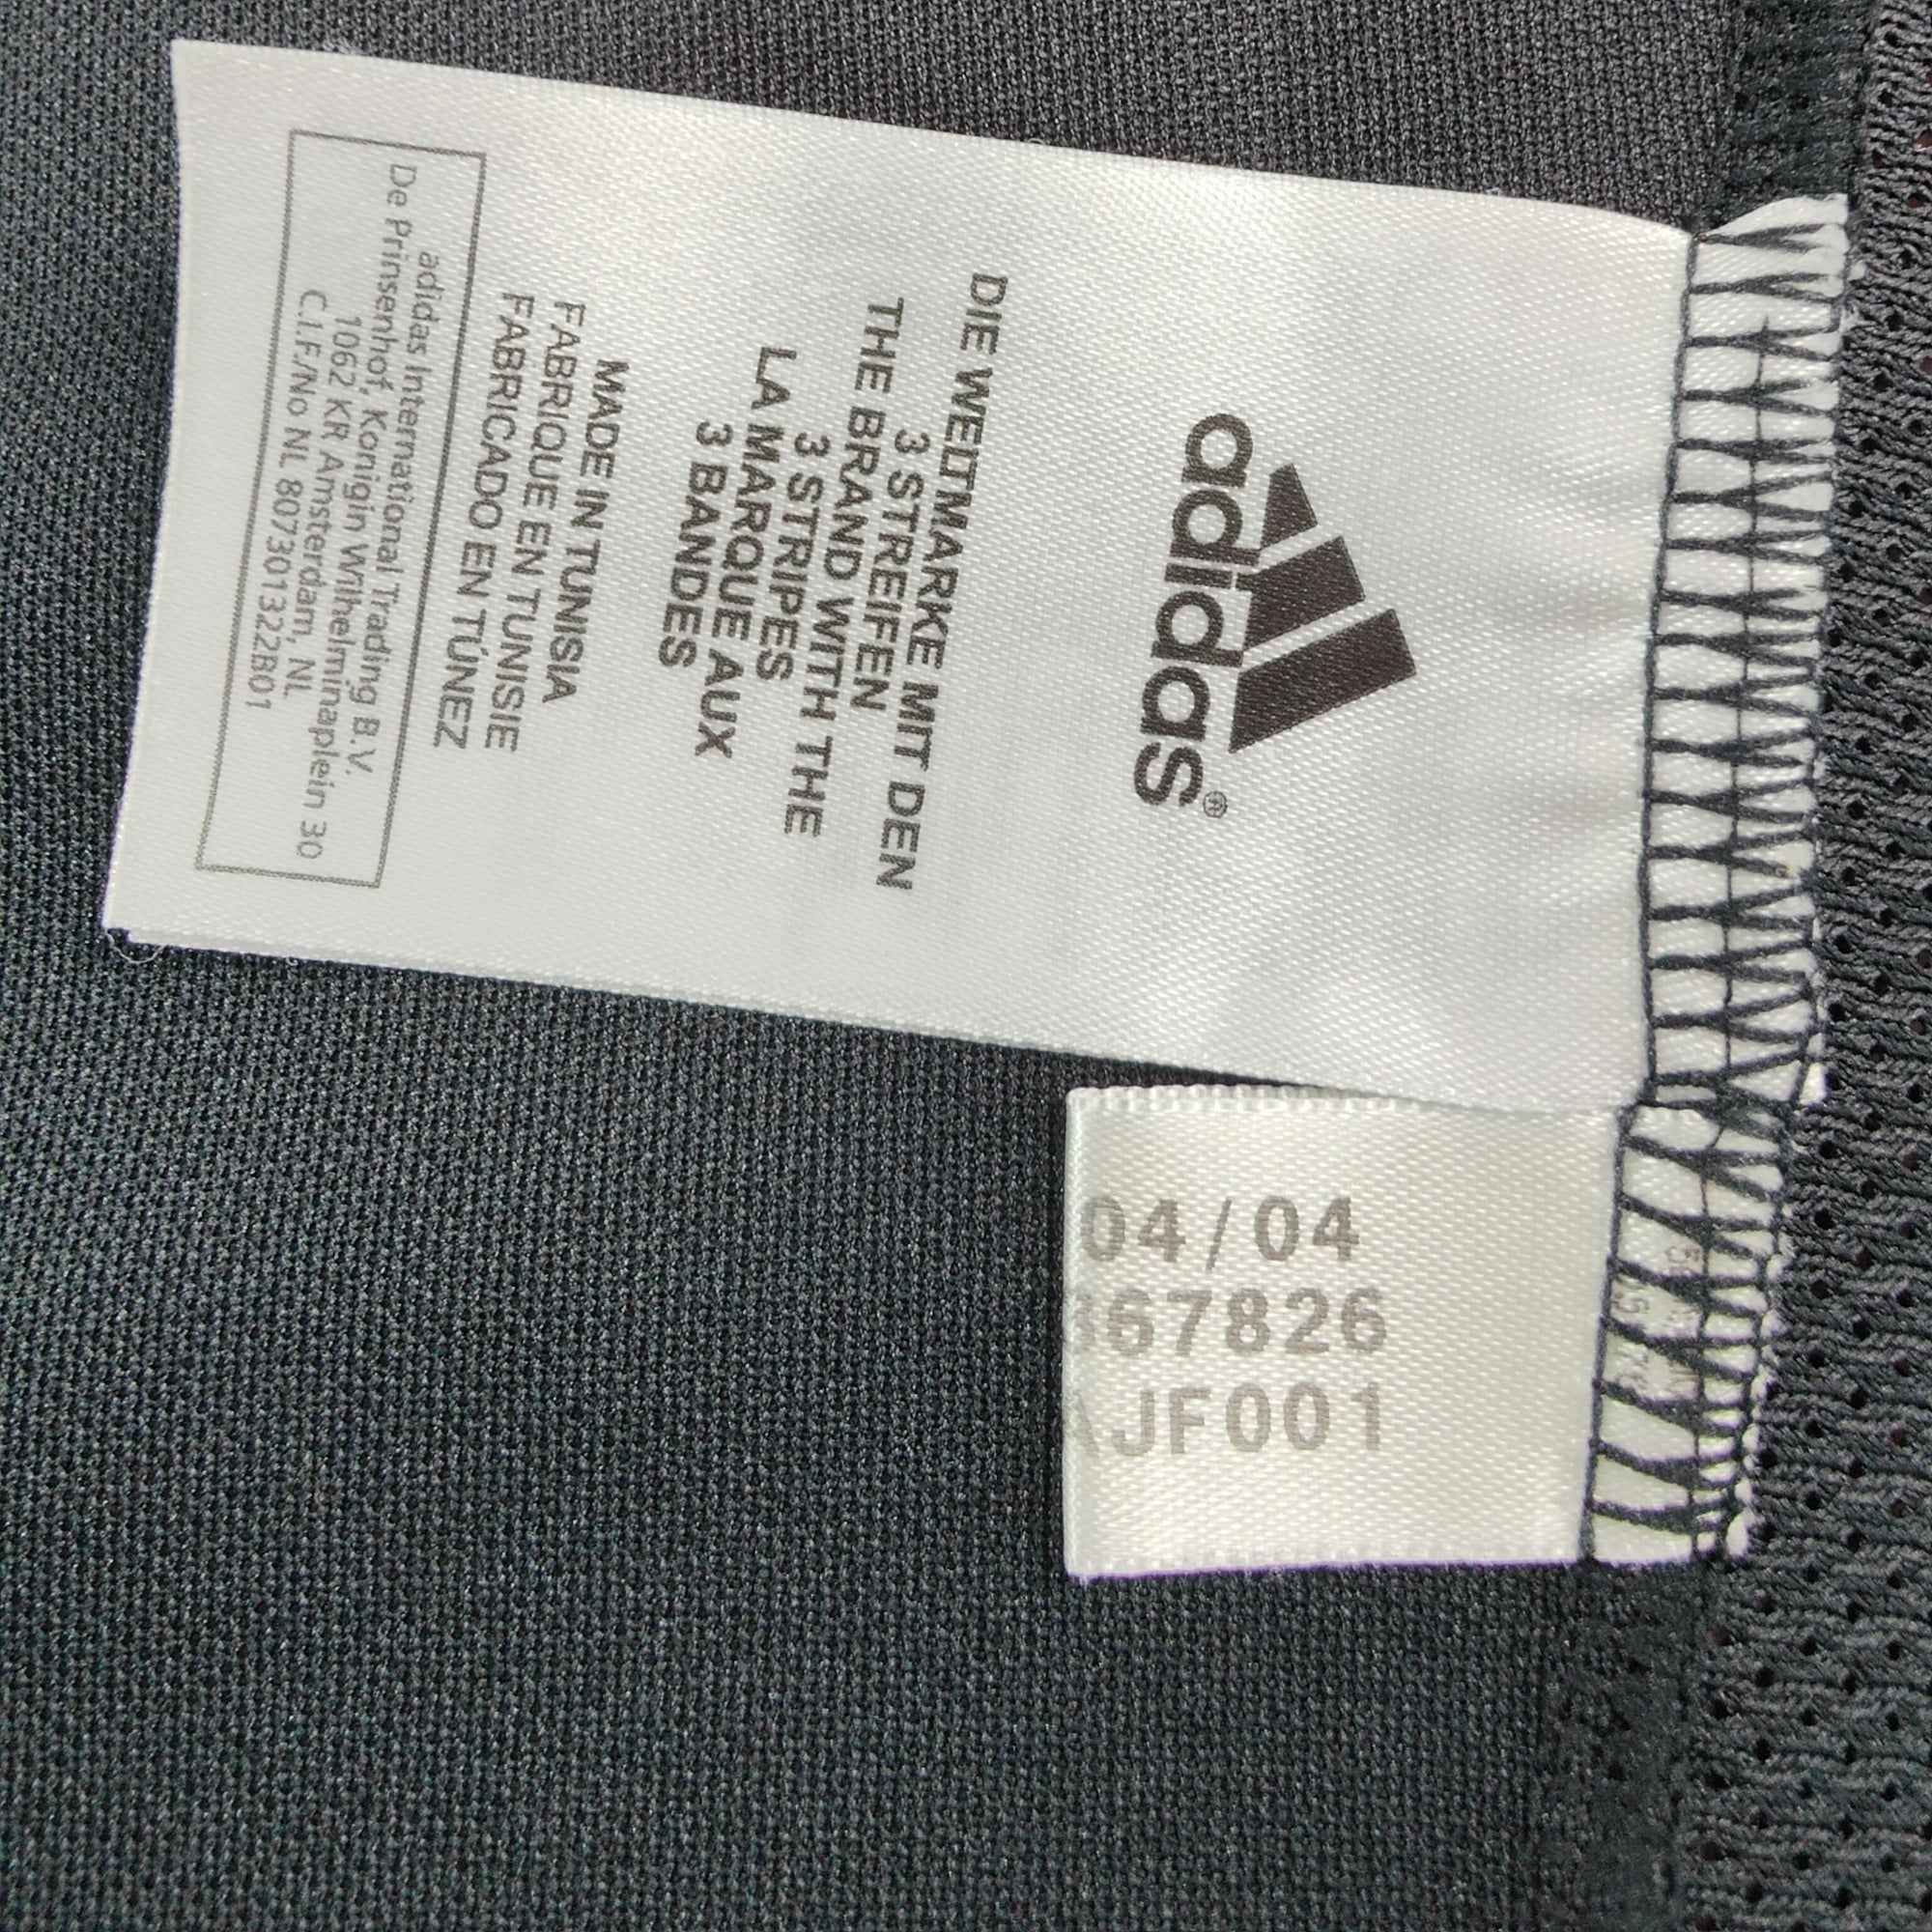 adidas®
DIE WELTMARKE MIT DEN
3 STREIFEN
THE BRAND WITH THE
3 STRIPES
LA MARQUE AUX
3 BANDES
MADE IN TUNISIA
FABRIQUE EN TUNISIE
FABRICADO EN TÚNEZ
adidas International Trading B.V.
De Prinsenhof, Konigin Wilhelminaplein 30
1062 KR Amsterdam, NL
C.I.F./No NL 807301322B01
04/04
67826
JF001